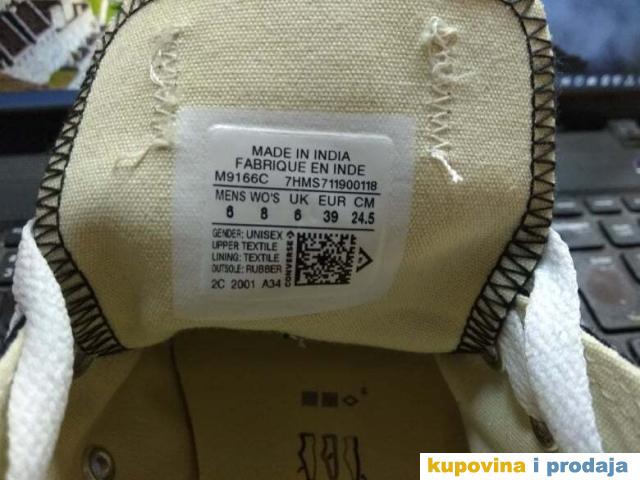 MADE IN INDIA
FABRIQUE EN INDE
M9166C 7HMS711900118
MENS WO'S UK EUR CM
6 8 6 39 24.5
GENDER: UNISEX
UPPER TEXTILE
LINING: TEXTILE
OUTSOLE: RUBBER
CONVERSE
2C 2001 A34
kupovina i prodaja